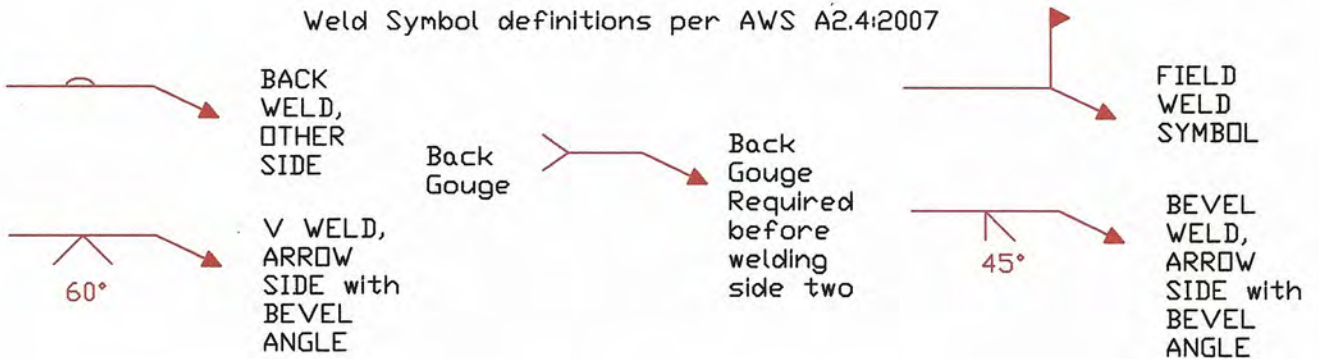 Weld Symbol definitions per AWS A2.4:2007
BACK
WELD,
OTHER
SIDE
Back
Gouge
Back
Gouge
Required
before
welding
side two
FIELD
WELD
SYMBOL
60°
V WELD,
ARROW
SIDE with
BEVEL
ANGLE
45°
BEVEL
WELD,
ARROW
SIDE with
BEVEL
ANGLE